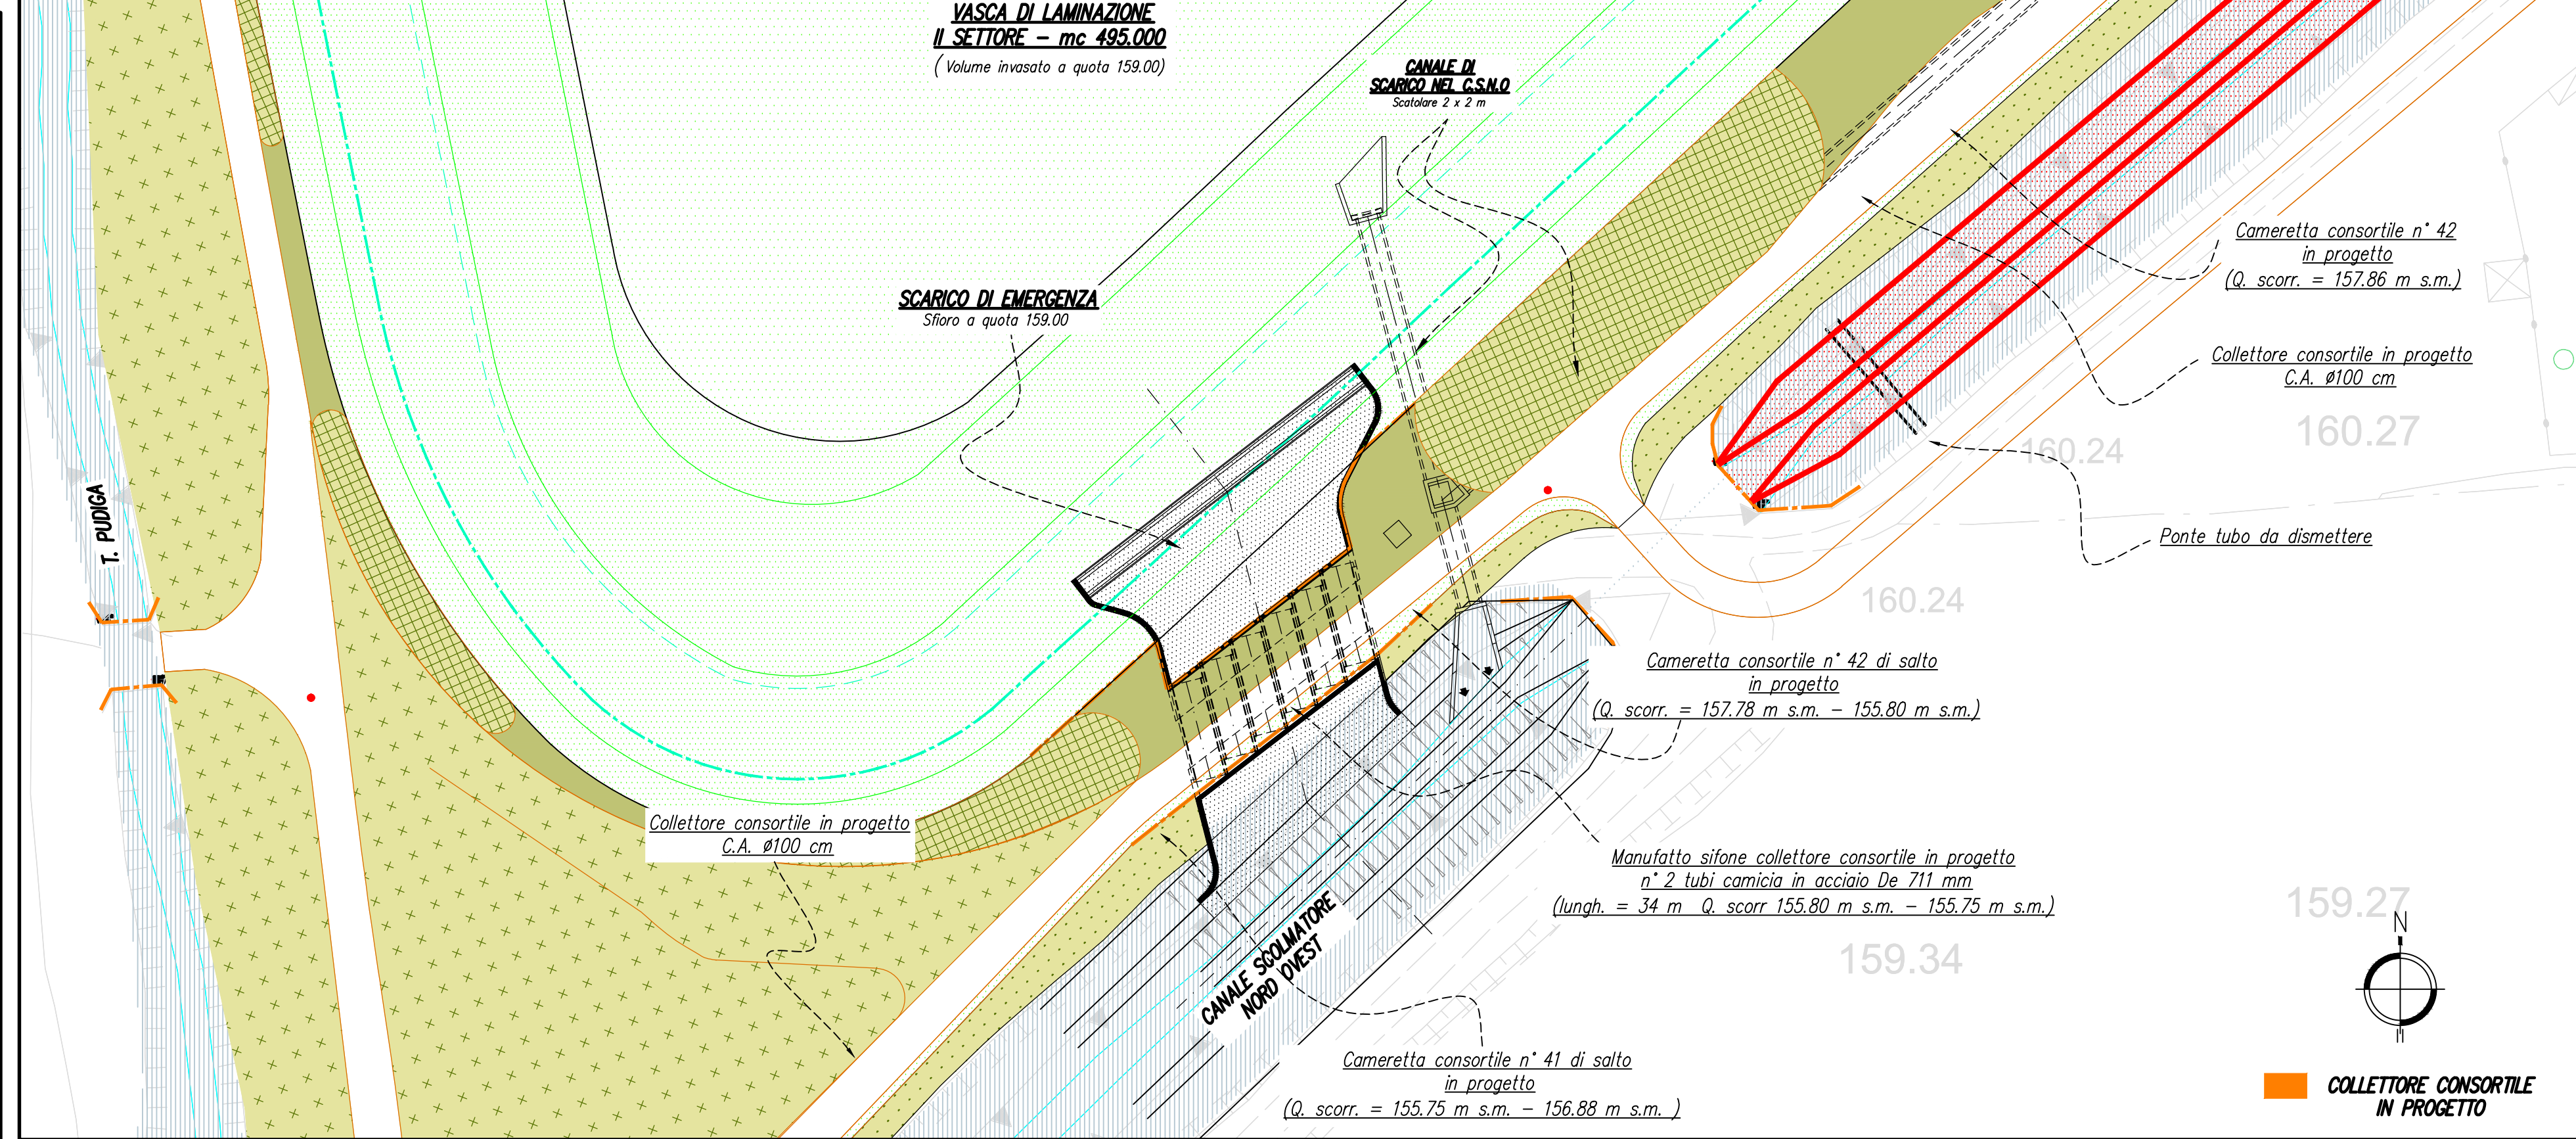 VASCA DI LAMINAZIONE
II SETTORE - mc 495.000
( Volume invasato a quota 159.00)
CANALE DI
SCARICO NEL C.S.N.O
Scatolare 2 x 2 m
SCARICO DI EMERGENZA
Sfioro a quota 159.00
Cameretta consortile n° 42
in progetto
(Q. scorr. = 157.86 m s.m.)
Collettore consortile in progetto
C.A. ø100 cm
160.27
160.24
T. PUDIGA
Ponte tubo da dismettere
160.24
Cameretta consortile n° 42 di salto
in progetto
(Q. scorr. = 157.78 m s.m. - 155.80 m s.m.)
Collettore consortile in progetto
C.A. ø100 cm
Manufatto sifone collettore consortile in progetto
n° 2 tubi camicia in acciaio De 711 mm
(lungh. = 34 m Q. scorr 155.80 m s.m. - 155.75 m s.m.)
159.27
159.34
N
CANALE SCOLMATORE
NORD OVEST
Cameretta consortile n° 41 di salto
in progetto
(Q. scorr. = 155.75 m s.m. - 156.88 m s.m. )
COLLETTORE CONSORTILE
IN PROGETTO